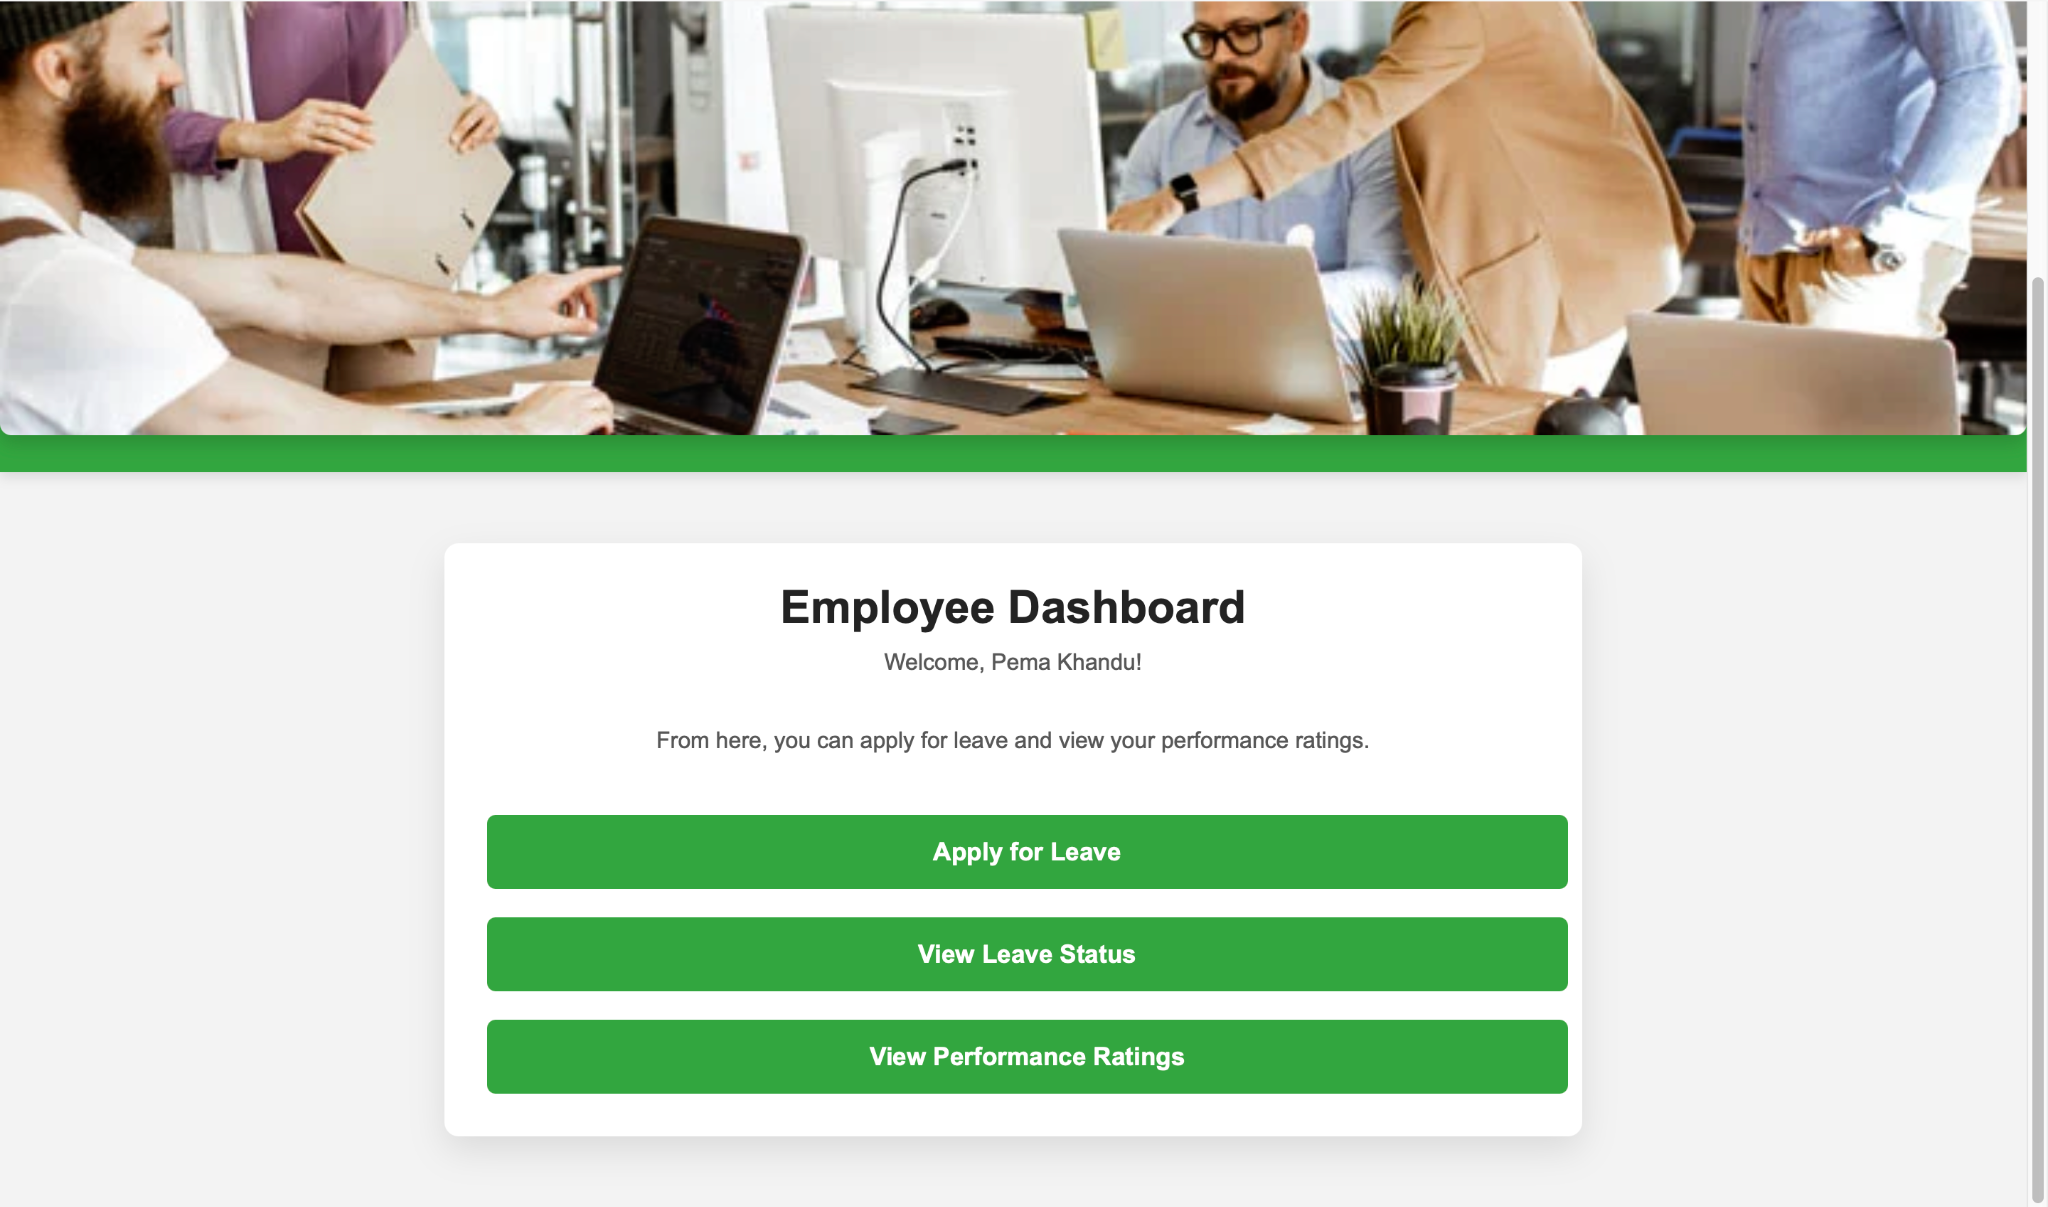 Employee Dashboard
Welcome, Pema Khandu!
From here, you can apply for leave and view your performance ratings.
Apply for Leave
View Leave Status
View Performance Ratings